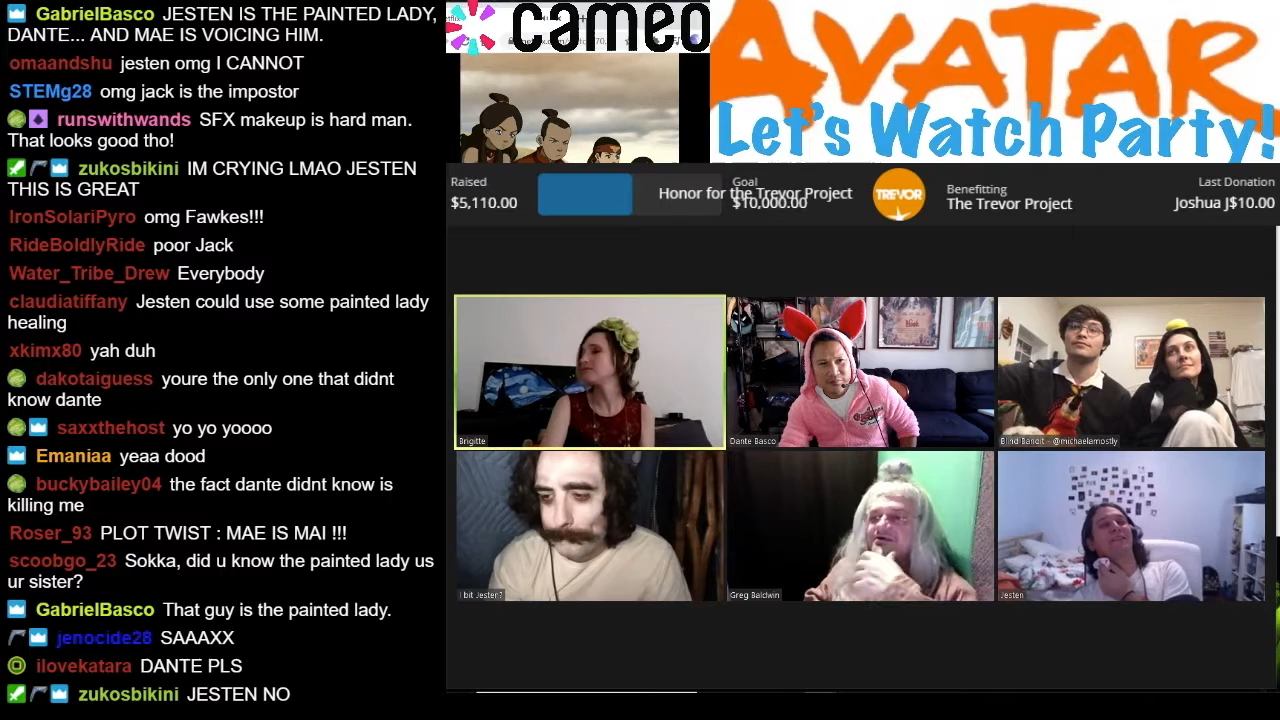 GabrielBasco JESTEN IS THE PAINTED LADY,
DANTE... AND MAE IS VOICING HIM.
omaandshu jesten omg I CANNOT
STEMg28 omg jack is the impostor
runswithwands SFX makeup is hard man.
That looks good tho!
zukosbikini IM CRYING LMAO JESTEN
THIS IS GREAT
IronSolariPyro omg Fawkes!!!
RideBoldlyRide poor Jack
Water_Tribe_Drew Everybody
claudiatiffany Jesten could use some painted lady
healing
xkimx80 yah duh
dakotaiguess youre the only one that didnt
know dante
saxxthehost yo yo yoooo
Emaniaa yeaa dood
buckybailey04 the fact dante didnt know is
killing me
Roser_93 PLOT TWIST : MAE IS MAI !!!
scoobgo_23 Sokka, did u know the painted lady us
ur sister?
GabrielBasco That guy is the painted lady.
jenocide28 SAAAXX
ilovekatara DANTE PLS
zukosbikini JESTEN NO
cameo
AVATAR
Let's Watch Party!
Raised
$5,110.00
Goal
$10,000.00
Honor for the Trevor Project
TREVOR
Benefitting
The Trevor Project
Last Donation
Joshua J$10.00
Brigitte
Dante Basco
Blind Bandit - @michaelamostly
I bit Jesten?
Greg Baldwin
Jesten